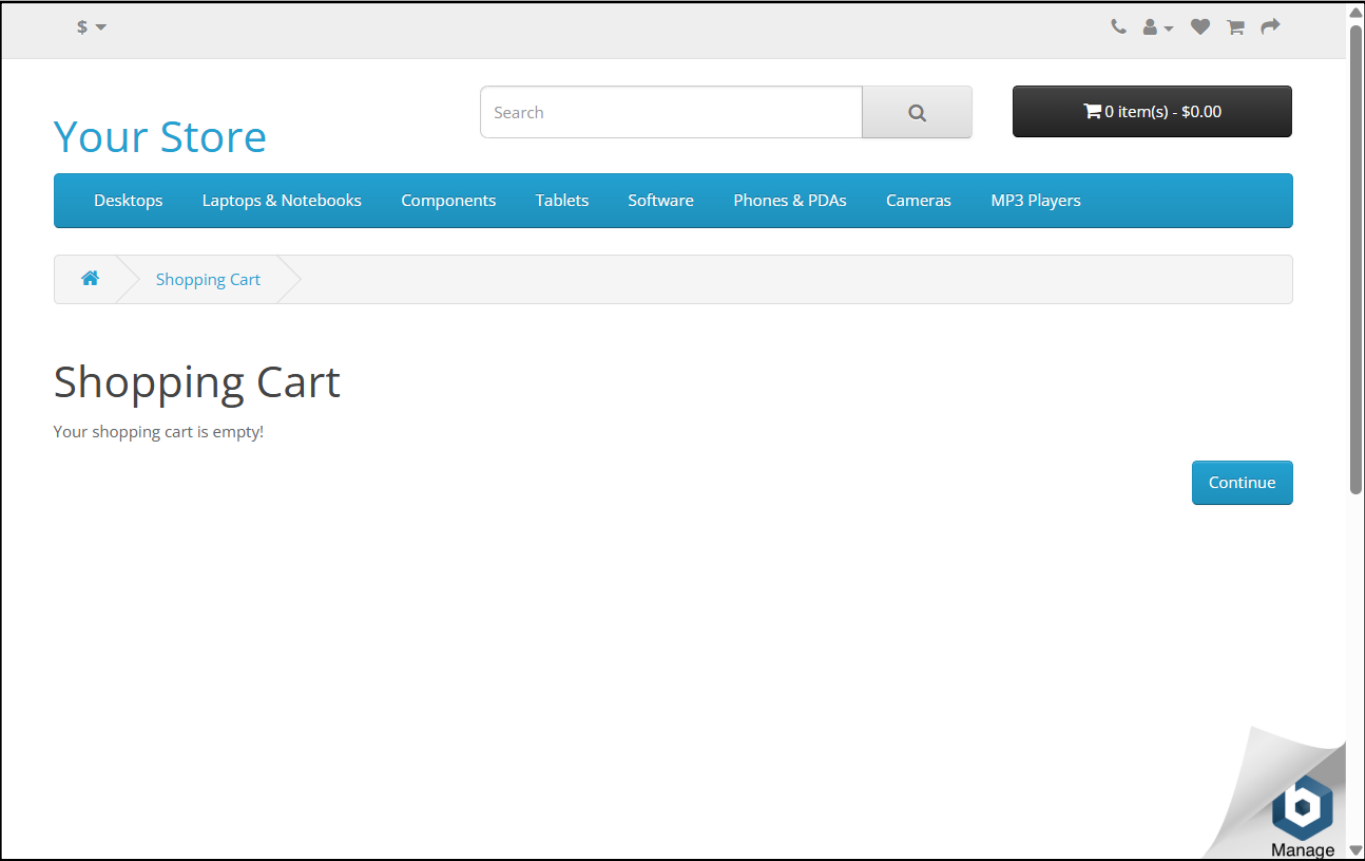 $
Your Store
Search
0 item(s) - $0.00
Desktops Laptops & Notebooks Components Tablets Software Phones & PDAs Cameras MP3 Players
Shopping Cart
Shopping Cart
Your shopping cart is empty!
Continue
Manage